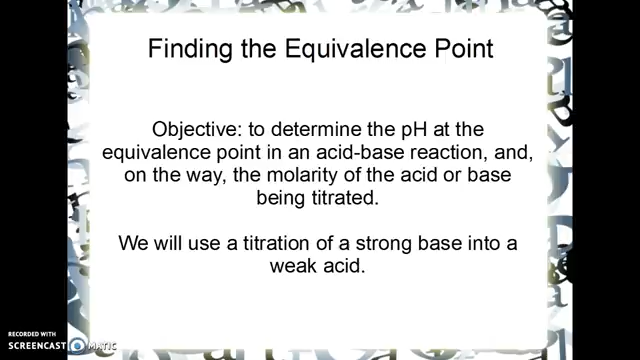 Finding the Equivalence Point
Objective: to determine the pH at the
equivalence point in an acid-base reaction, and,
on the way, the molarity of the acid or base
being titrated.
We will use a titration of a strong base into a
weak acid.
RECORDED WITH
SCREENCAST MATIC